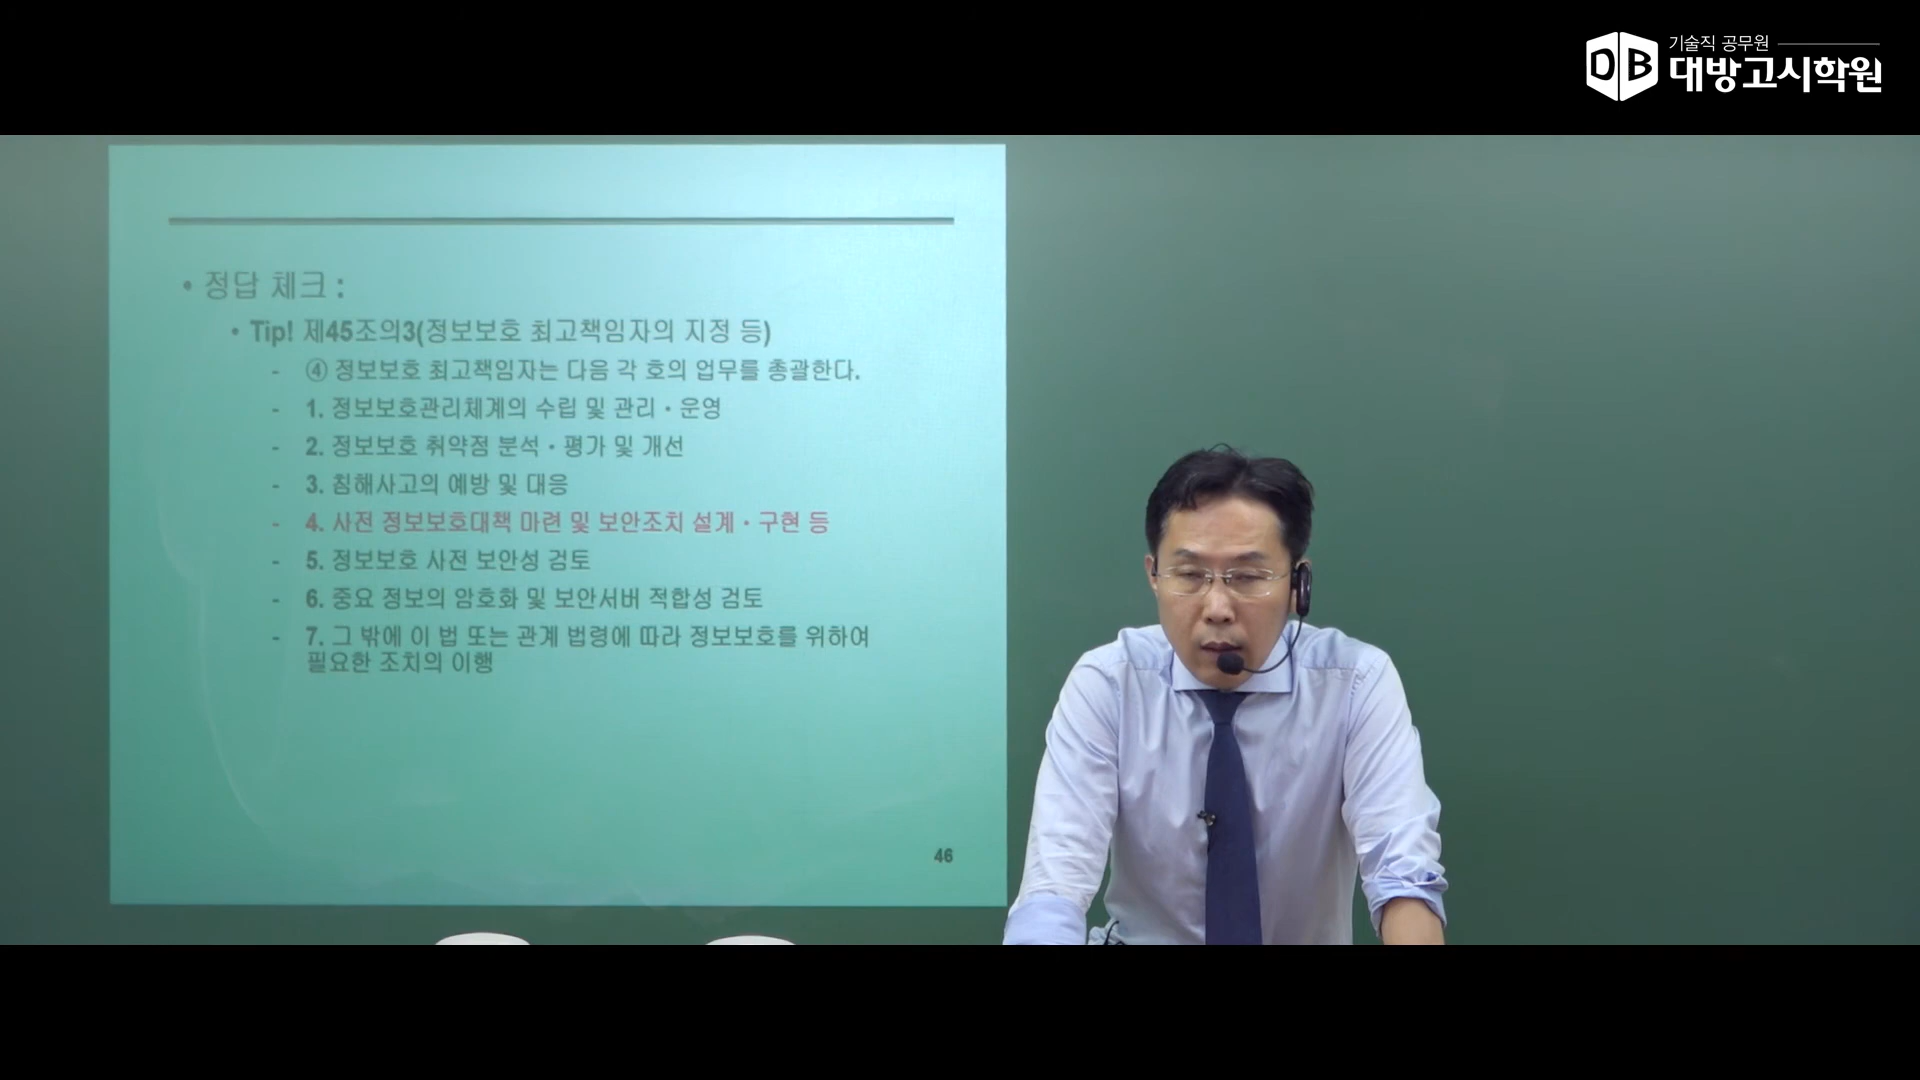 기술직 공무원
DB 대방고시학원
• 정답 체크 :
• Tip! 제45조의3(정보보호 최고책임자의 지정 등)
- ④ 정보보호 최고책임자는 다음 각 호의 업무를 총괄한다.
- 1. 정보보호관리체계의 수립 및 관리・운영
- 2. 정보보호 취약점 분석・평가 및 개선
- 3. 침해사고의 예방 및 대응
- 4. 사전 정보보호대책 마련 및 보안조치 설계・구현 등
- 5. 정보보호 사전 보안성 검토
- 6. 중요 정보의 암호화 및 보안서버 적합성 검토
- 7. 그 밖에 이 법 또는 관계 법령에 따라 정보보호를 위하여
필요한 조치의 이행
46